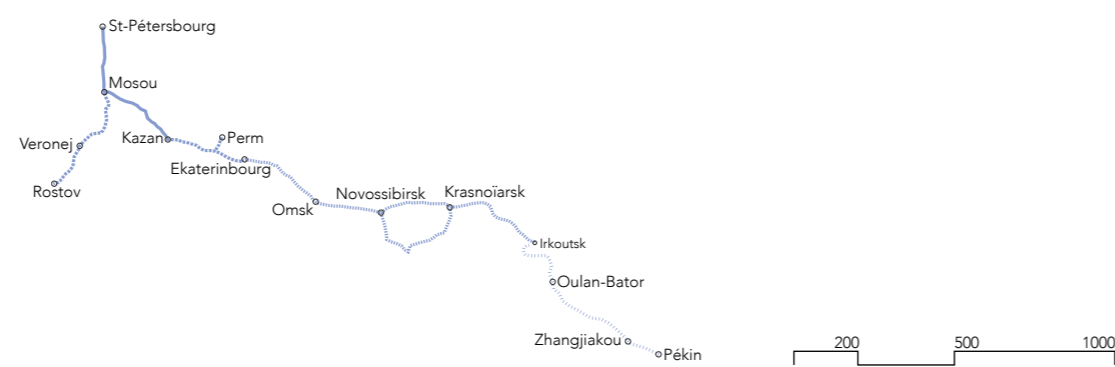 St-Pétersbourg
Mosou
Veronej
Kazan
Perm
Ekaterinbourg
Rostov
Omsk
Novossibirsk
Krasnoïarsk
Irkoutsk
Oulan-Bator
Zhangjiakou
Pékin
200 500 1000